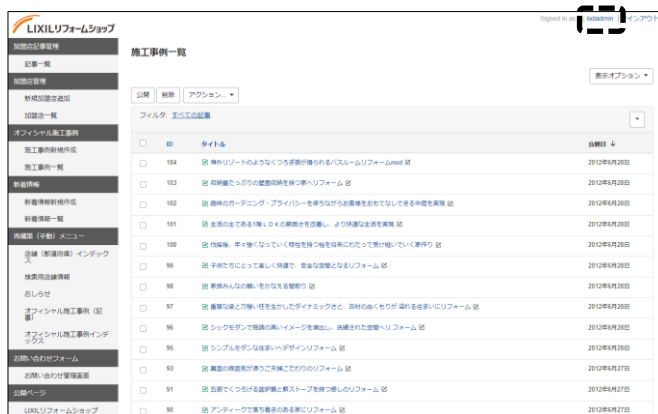 LIXILリフォームショップ
Signed in as lixiladmin | サインアウト
加盟店記事管理
記事一覧
加盟店管理
新規加盟店追加
加盟店一覧
オフィシャル施工事例
施工事例新規作成
施工事例一覧
新着情報
新着情報新規作成
新着情報一覧
再構築（手動）メニュー
店舗（都道府県）インデックス
検索用店舗情報
おしらせ
オフィシャル施工事例（記事）
オフィシャル施工事例インデックス
お問い合わせフォーム
お問い合わせ管理画面
公開ページ
LIXILリフォームショップ
施工事例一覧
表示オプション
公開 削除 アクション...
フィルタ: すべての記事
ID タイトル 公開日
104 海外リゾートのようなくつろぎ感が得られるバスルームリフォームmod 2012年6月28日
103 収納量たっぷりの壁面収納を持つ家へリフォーム 2012年6月28日
102 趣味のガーデニング・プライバシーを保ちながらお客様をおもてなしできる中庭を実現 2012年6月28日
101 生活の主である1階LDKの鬱陶さを改善し、より快適な生活を実現 2012年6月28日
100 伐採後、年々強くなっていく特性を持つ桧を将来にわたって受け継いでいく家作り 2012年6月28日
99 子供たちにとって楽しく快適で、安全な空間となるリフォーム 2012年6月28日
98 家族みんなの願いをかなえる間取り 2012年6月28日
97 重厚な梁と力強い柱を生かしたダイナミックさと、古材のぬくもりが 溢れる住まいにリフォーム 2012年6月28日
96 シックモダンで格調の高いイメージを演出し、洗練された空間へリ フォーム 2012年6月28日
95 シンプルモダンな住まいへデザインリフォーム 2012年6月28日
93 異国の雰囲気が漂うご夫婦こだわりのリフォーム 2012年6月27日
91 五感でくつろげる囲炉裏と薪ストーブを持つ癒しのリフォーム 2012年6月27日
90 アンティークで落ち着きのある家にリフォーム 2012年6月27日